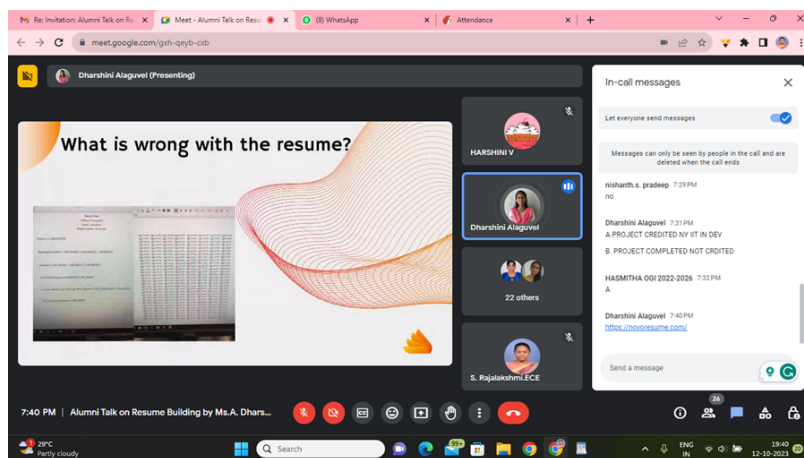 Re: Invitation: Alumni Talk on Re
Meet - Alumni Talk on Resu
(8) WhatsApp
Attendance
meet.google.com/gxh-qeyb-cxb
Dharshini Alaguvel (Presenting)
What is wrong with the resume?
HARSHINI V
Dharshini Alaguvel
22 others
S. Rajalakshmi.ECE
In-call messages
Let everyone send messages
Messages can only be seen by people in the call and are
deleted when the call ends
nishanth.s. pradeep 7:29 PM
no
Dharshini Alaguvel 7:31 PM
A.PROJECT CREDITED NY IIT IN DEV
B. PROJECT COMPLETED NOT CRDITED
HASMITHA OGI 2022-2026 7:32 PM
A
Dharshini Alaguvel 7:40 PM
https://novoresume.com/
Send a message
7:40 PM | Alumni Talk on Resume Building by Ms.A. Dhars...
26
1
29°C
Partly cloudy
Search
99+
ENG
IN
19:40
12-10-2023